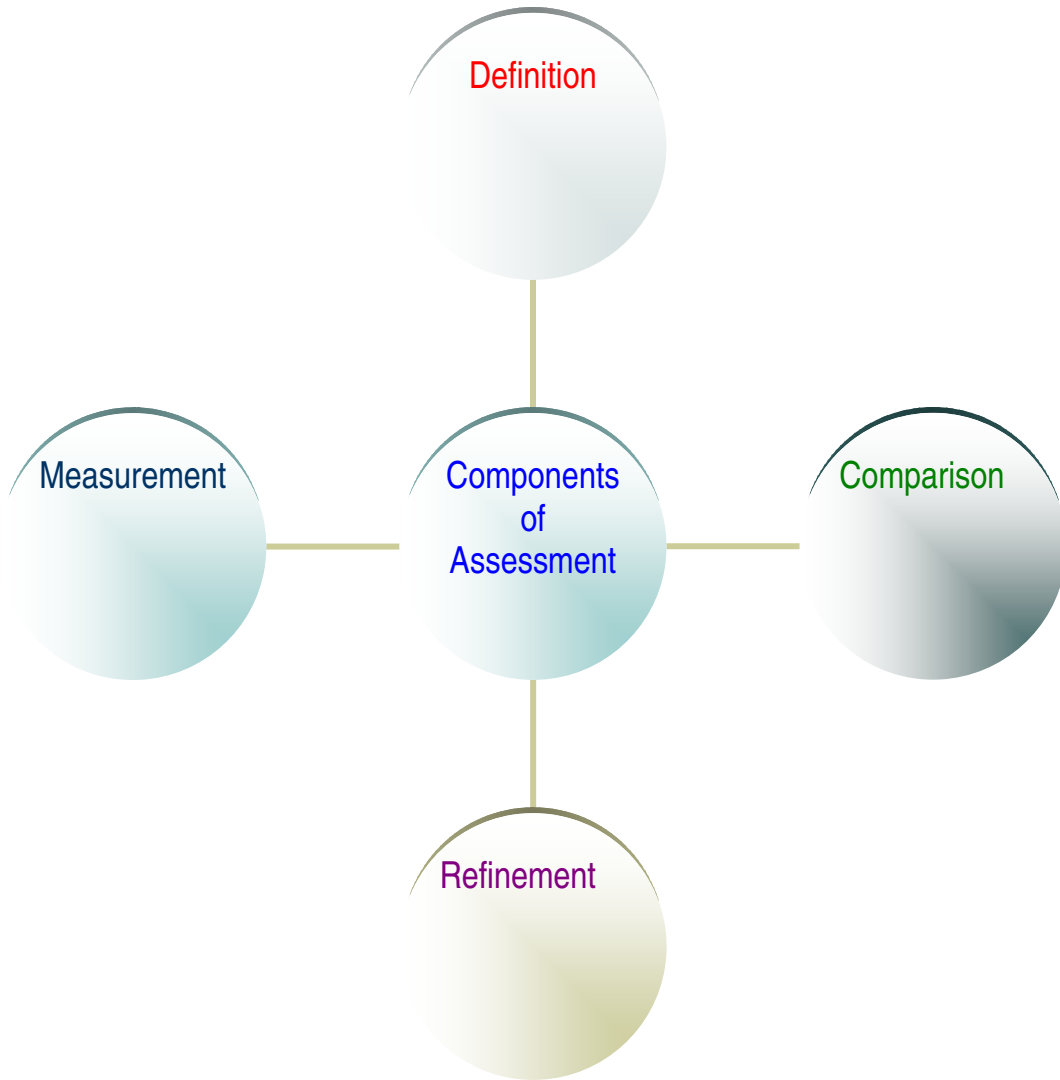 Definition
Measurement
Components
of
Assessment
Comparison
Refinement